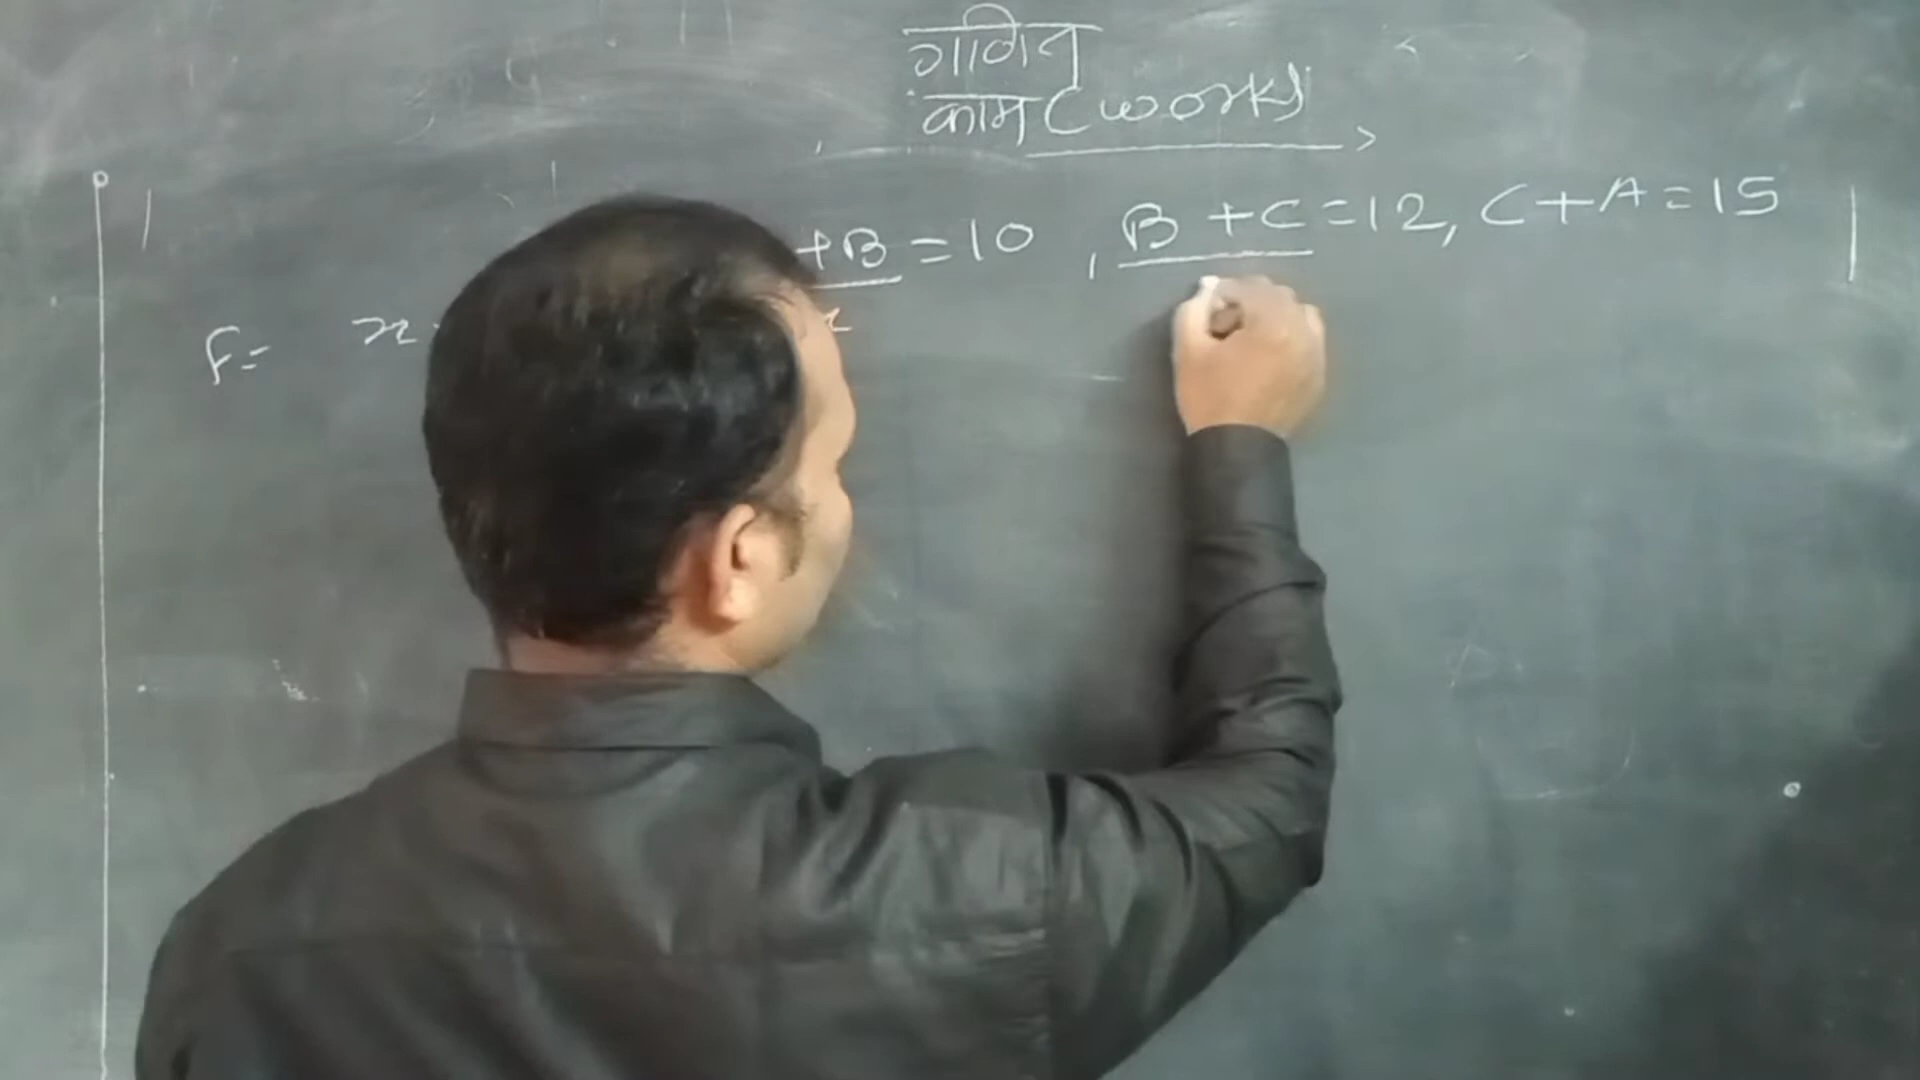 गणित
काम (work)
+B = 10 , B + C = 12, C + A = 15
F = x